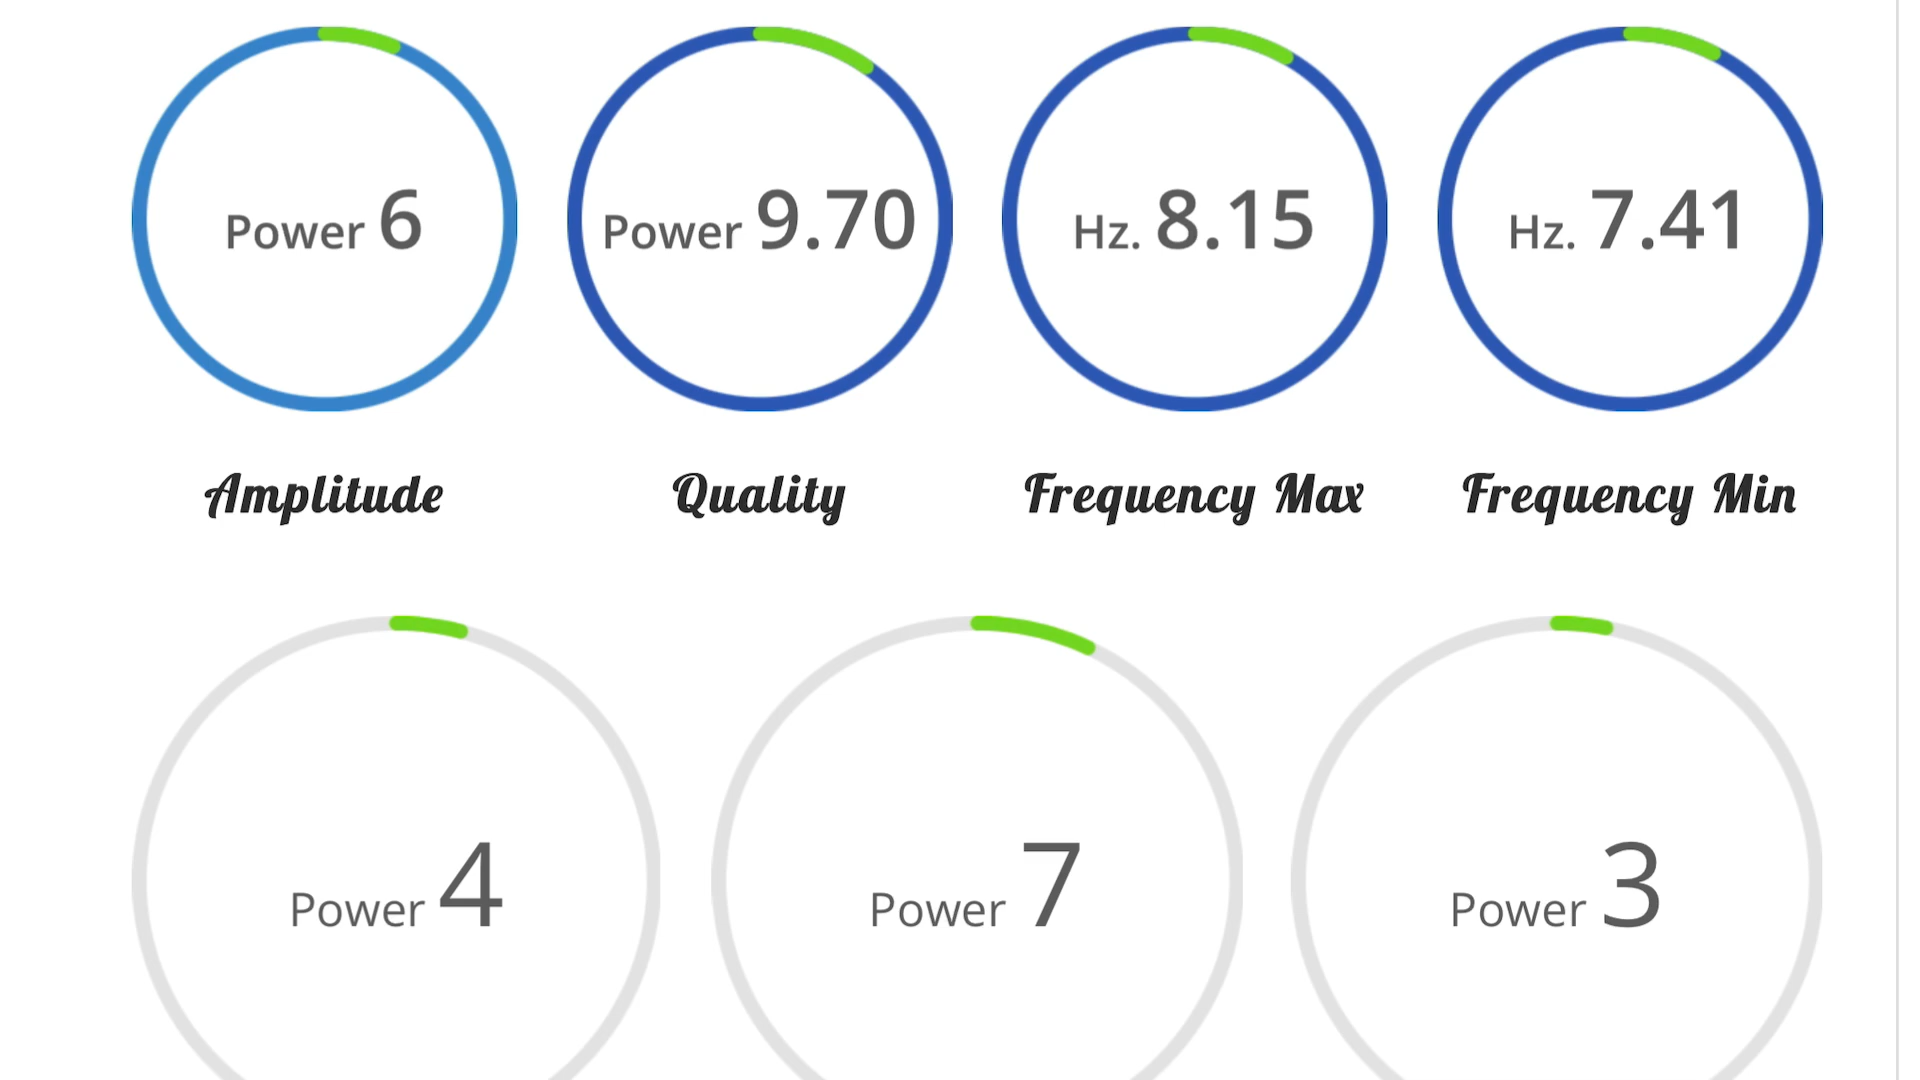 Power 6
Power 9.70
Hz. 8.15
Hz. 7.41
Amplitude
Quality
Frequency Max
Frequency Min
Power 4
Power 7
Power 3